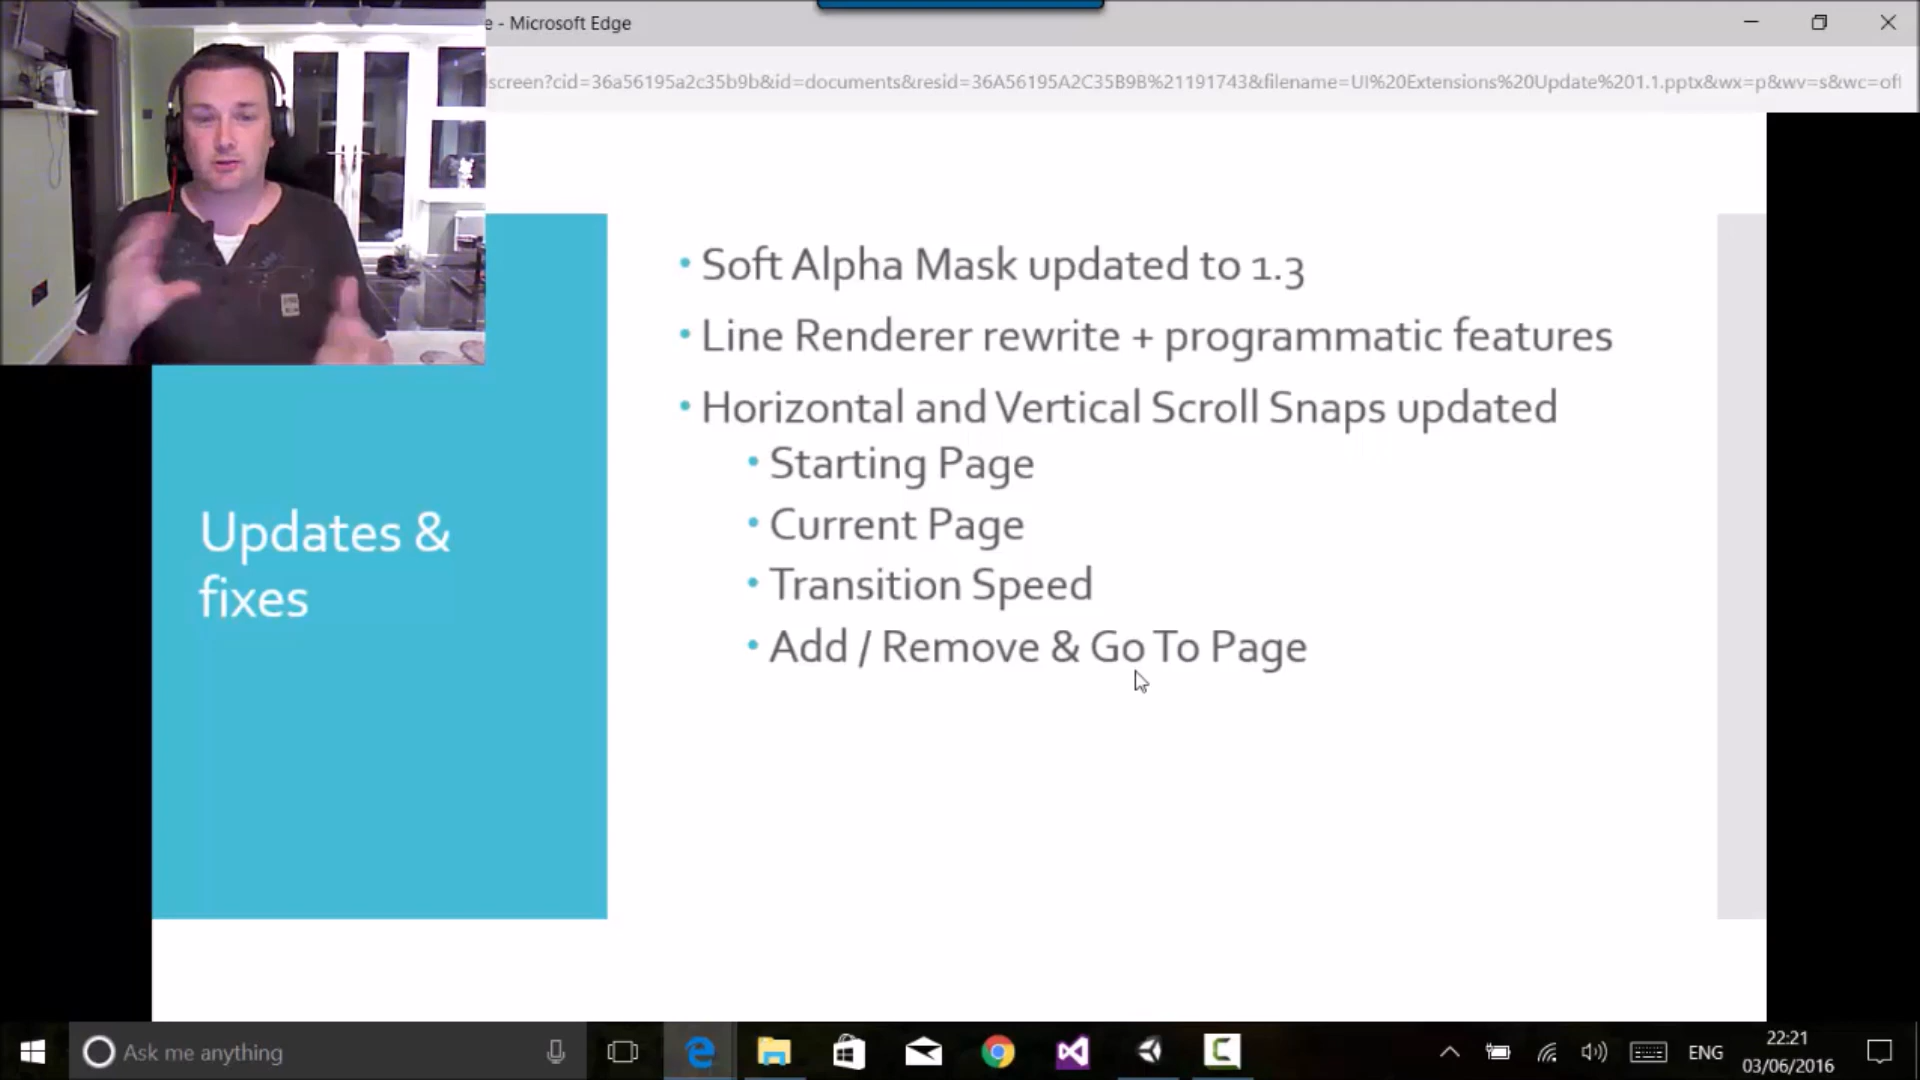 e - Microsoft Edge
screen?cid=36a56195a2c35b9b&id=documents&resid=36A56195A2C35B9B%21191743&filename=UI%20Extensions%20Update%201.1.pptx&wx=p&wv=s&wc=ofl
• Soft Alpha Mask updated to 1.3
• Line Renderer rewrite + programmatic features
• Horizontal and Vertical Scroll Snaps updated
• Starting Page
• Current Page
• Transition Speed
• Add / Remove & Go To Page
Updates &
fixes
Ask me anything
ENG
22:21
03/06/2016